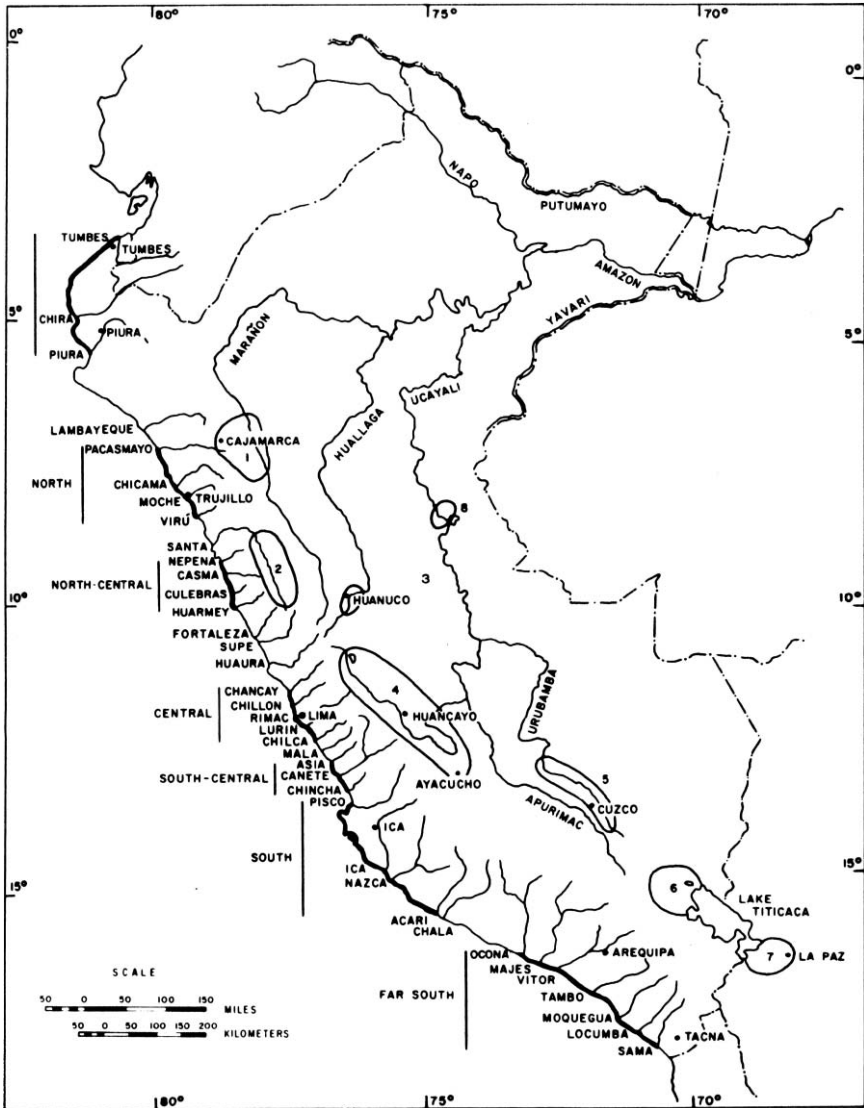 80° 75° 70°
0° 0°
NAPO
PUTUMAYO
TUMBES
TUMBES
AMAZON
YAVARI
CHIRA
PIURA
PIURA
5° 5°
MARAÑON
HUALLAGA
UCAYALI
LAMBAYEQUE
PACASMAYO
CAJAMARCA
1
NORTH
CHICAMA
MOCHE
TRUJILLO
VIRÚ
8
SANTA
NEPENA
NORTH-CENTRAL
CASMA
2
3
CULEBRAS
HUANUCO
HUARMEY
10° 10°
FORTALEZA
SUPE
HUAURA
CHANCAY
4
URUBAMBA
CENTRAL
CHILLON
RIMAC
LIMA
HUANCAYO
LURIN
CHILCA
MALA
ASIA
SOUTH-CENTRAL
CANETE
AYACUCHO
5
CHINCHA
PISCO
APURIMAC
CUZCO
ICA
SOUTH
ICA
NAZCA
15° 15°
6
LAKE
TITICACA
ACARI
CHALA
OCONA
AREQUIPA
7
LA PAZ
MAJES
VITOR
FAR SOUTH
TAMBO
MOQUEGUA
LOCUMBA
TACNA
SAMA
SCALE
50 0 50 100 150
MILES
50 0 50 100 150 200
KILOMETERS
80° 75° 70°